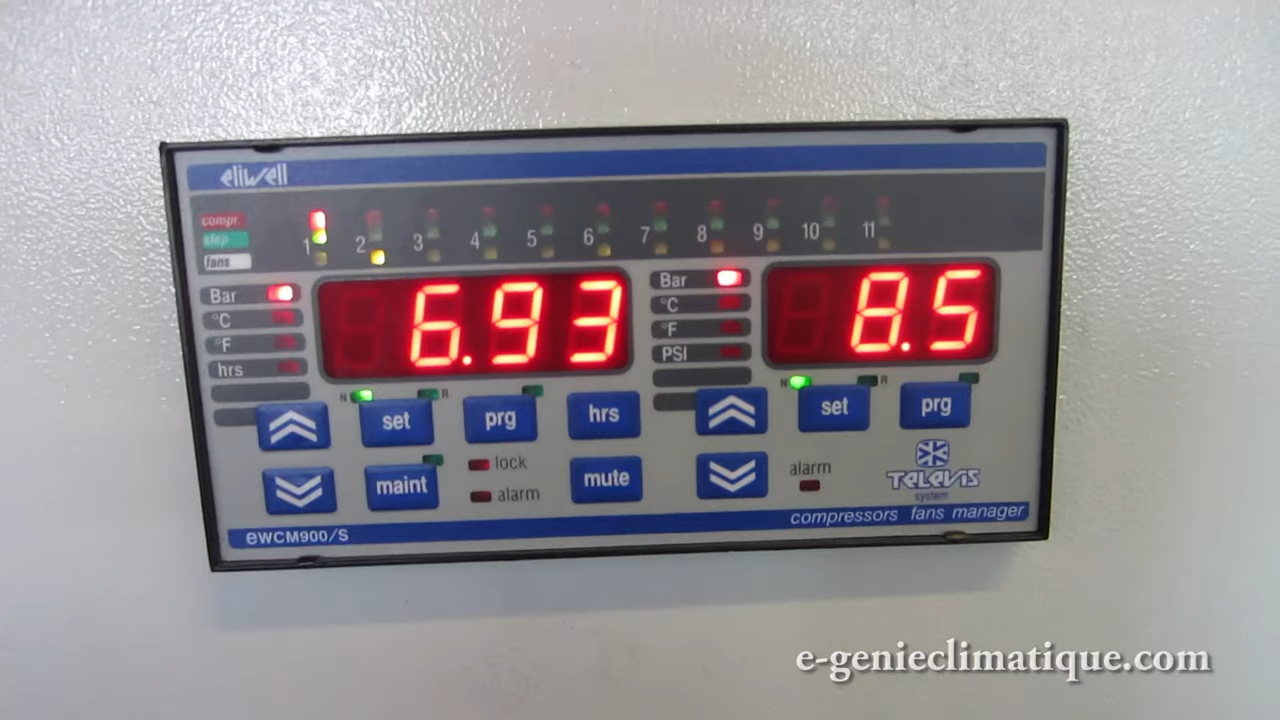 eliwell
compr.
step
fans
1 2 3 4 5 6 7 8 9 10 11
Bar
°C
°F
hrs
6.93
Bar
°C
°F
PSI
8.5
N R
set prg hrs
maint
lock
alarm
mute
N R
set prg
alarm
TELEVIS
system
compressors fans manager
eWCM900/S
e-genieclimatique.com